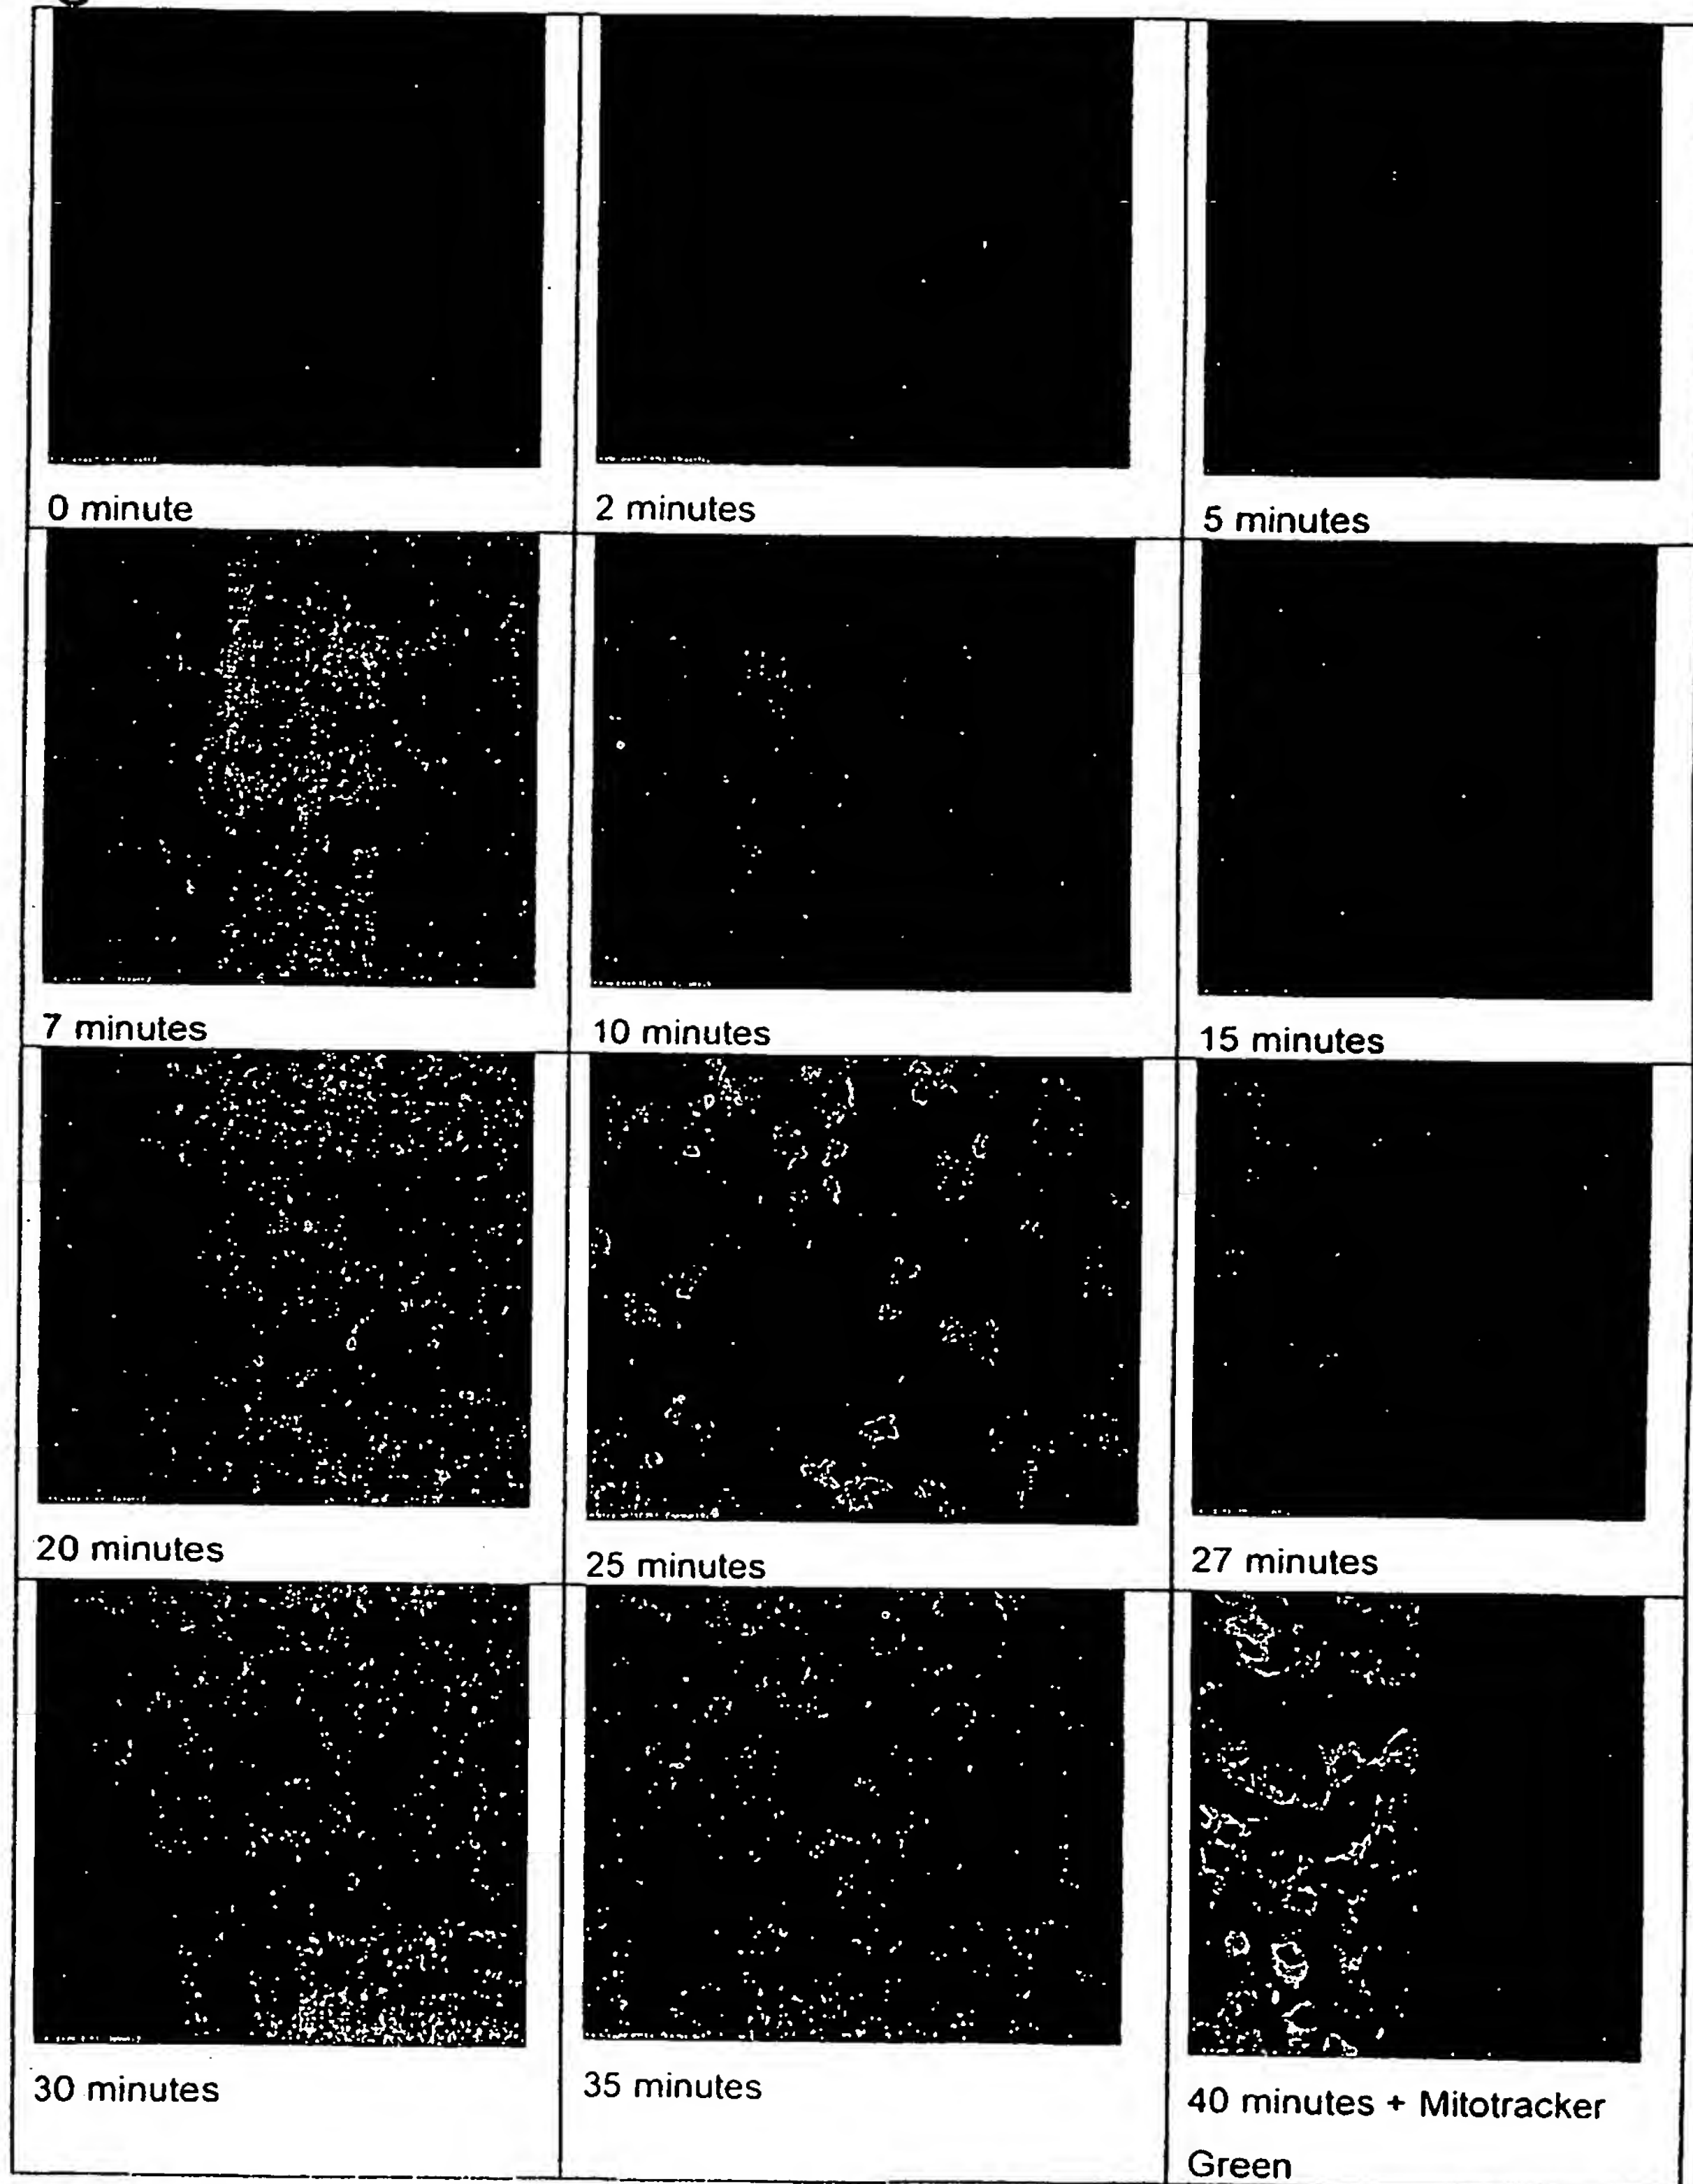 0 minute
2 minutes
5 minutes
7 minutes
10 minutes
15 minutes
20 minutes
25 minutes
27 minutes
30 minutes
35 minutes
40 minutes + Mitotracker
Green